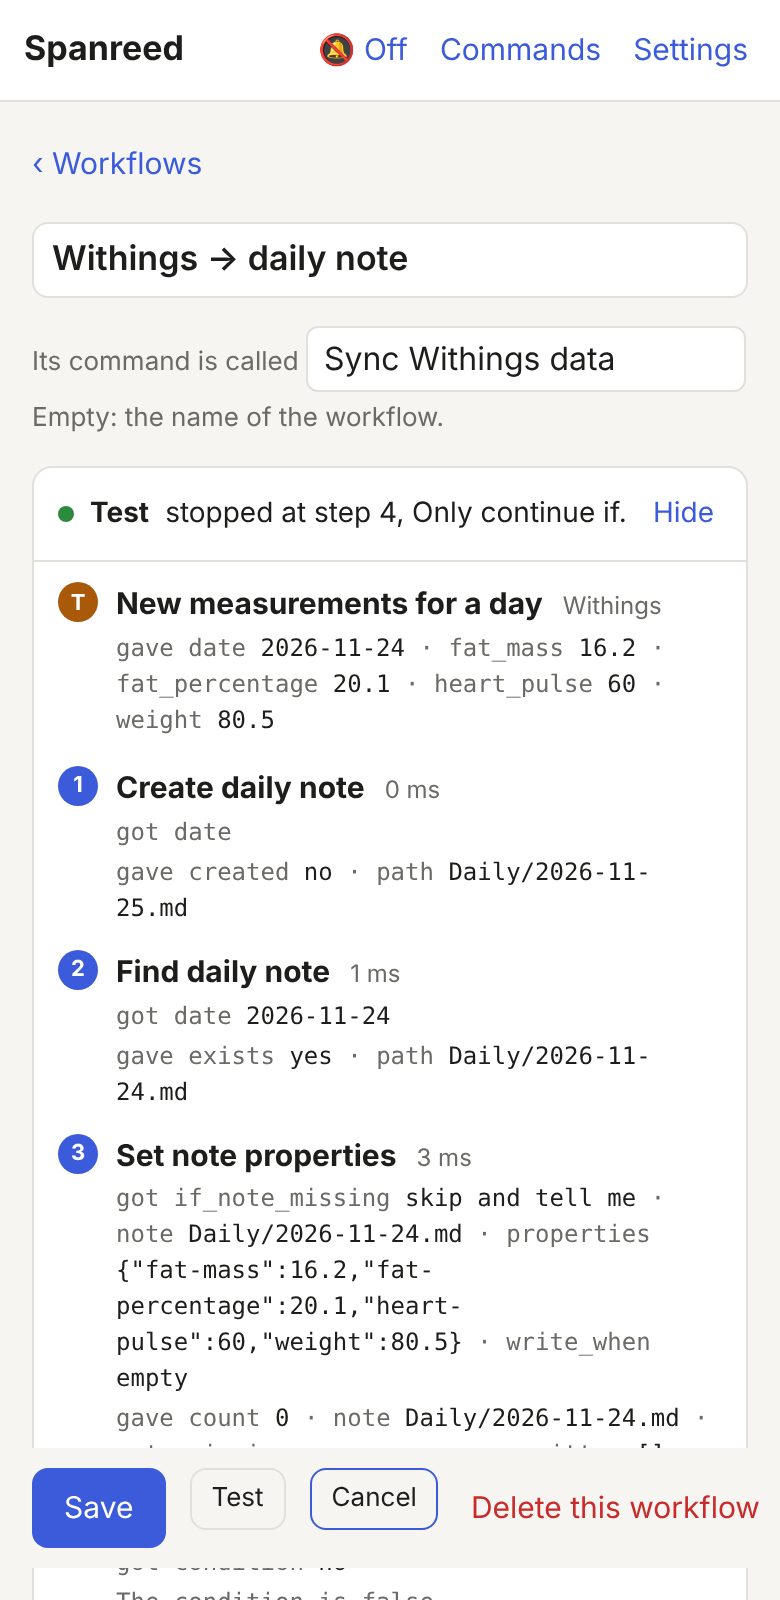 Spanreed
Off Commands Settings
‹ Workflows
Withings → daily note
Its command is called Sync Withings data
Empty: the name of the workflow.
Test stopped at step 4, Only continue if. Hide
T New measurements for a day Withings
gave date 2026-11-24 · fat_mass 16.2 ·
fat_percentage 20.1 · heart_pulse 60 ·
weight 80.5
1 Create daily note 0 ms
got date
gave created no · path Daily/2026-11-
25.md
2 Find daily note 1 ms
got date 2026-11-24
gave exists yes · path Daily/2026-11-
24.md
3 Set note properties 3 ms
got if_note_missing skip and tell me ·
note Daily/2026-11-24.md · properties
{"fat-mass":16.2,"fat-
percentage":20.1,"heart-
pulse":60,"weight":80.5} · write_when
empty
gave count 0 · note Daily/2026-11-24.md ·
Save Test Cancel Delete this workflow
got condition no
The condition is false